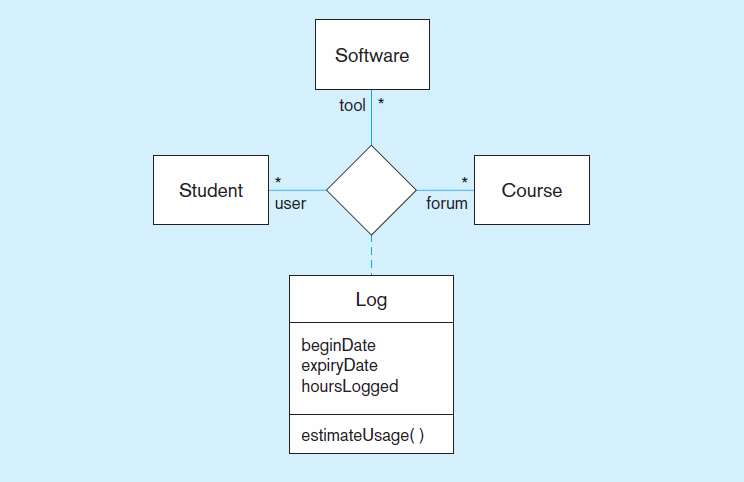 Software
tool *
Student
*
user
*
forum
Course
Log
beginDate
expiryDate
hoursLogged
estimateUsage( )